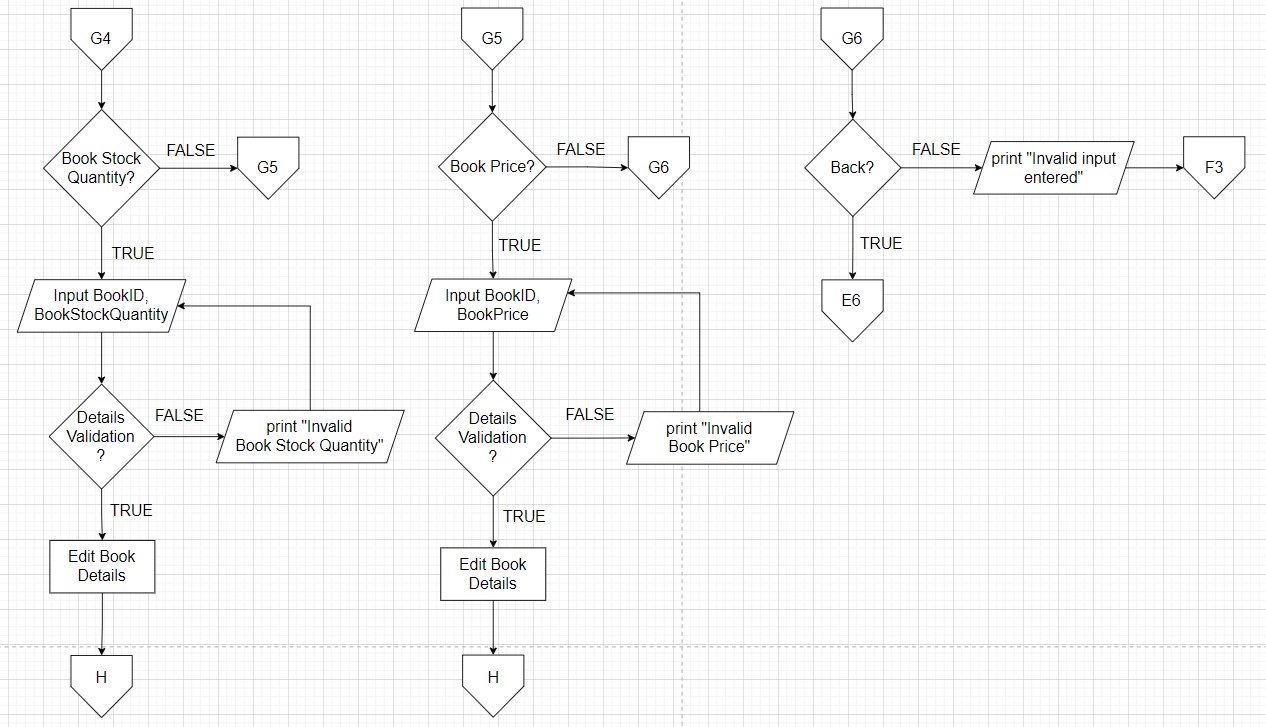 G4
Book Stock
Quantity?
FALSE
G5
TRUE
Input BookID,
BookStockQuantity
Details
Validation
?
FALSE
print "Invalid
Book Stock Quantity"
TRUE
Edit Book
Details
H
G5
Book Price?
FALSE
G6
TRUE
Input BookID,
BookPrice
Details
Validation
?
FALSE
print "Invalid
Book Price"
TRUE
Edit Book
Details
H
G6
Back?
FALSE
print "Invalid input
entered"
F3
TRUE
E6